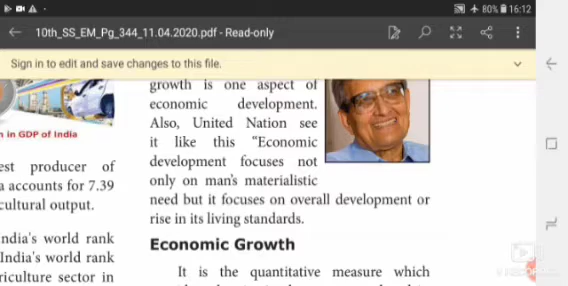 80% 16:12
10th_SS_EM_Pg_344_11.04.2020.pdf - Read-only
Sign in to edit and save changes to this file.
n in GDP of India
est producer of
a accounts for 7.39
cultural output.
ndia's world rank
India's world rank
riculture sector in
growth is one aspect of
economic development.
Also, United Nation see
it like this “Economic
development focuses not
only on man's materialistic
need but it focuses on overall development or
rise in its living standards.
Economic Growth
It is the quantitative measure which